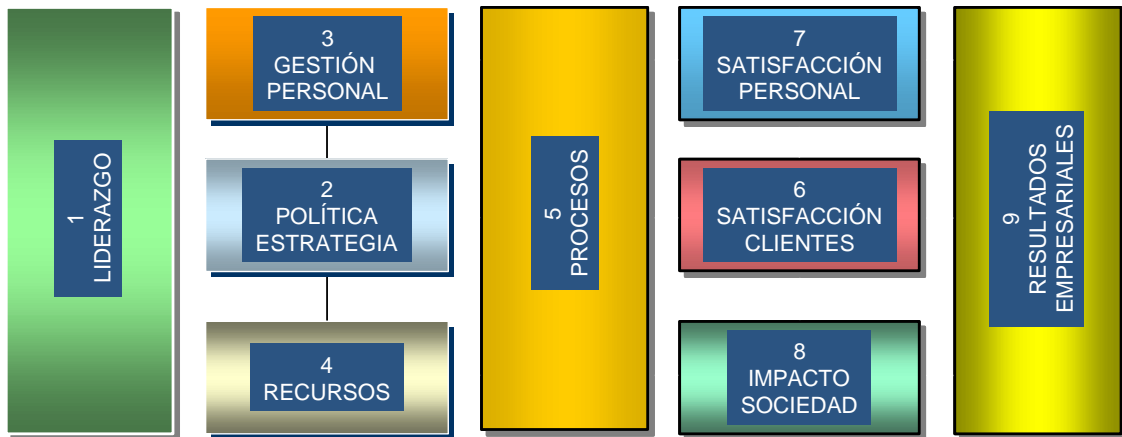 1
LIDERAZGO
3
GESTIÓN
PERSONAL
2
POLÍTICA
ESTRATEGIA
4
RECURSOS
5
PROCESOS
7
SATISFACCIÓN
PERSONAL
6
SATISFACCIÓN
CLIENTES
8
IMPACTO
SOCIEDAD
9
RESULTADOS
EMPRESARIALES